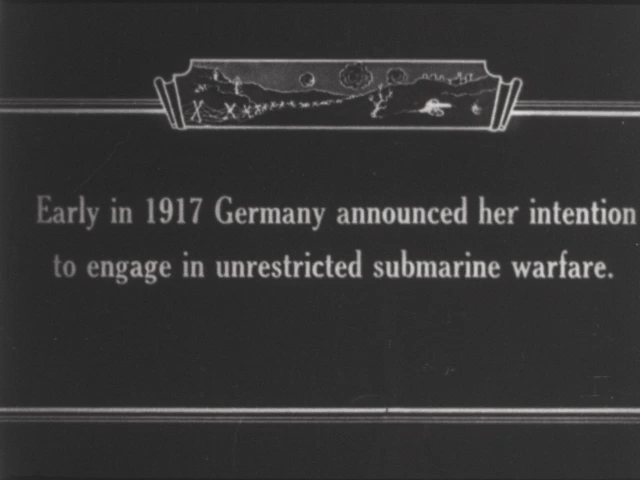 Early in 1917 Germany announced her intention
to engage in unrestricted submarine warfare.